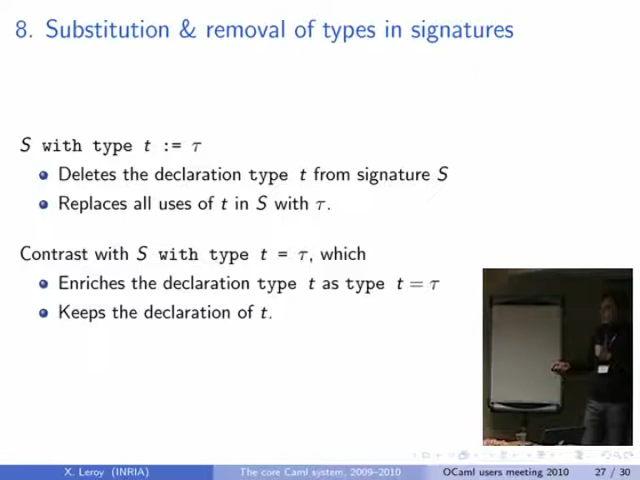 8. Substitution & removal of types in signatures
S with type t := τ
Deletes the declaration type t from signature S
Replaces all uses of t in S with τ.
Contrast with S with type t = τ, which
Enriches the declaration type t as type t = τ
Keeps the declaration of t.
X. Leroy (INRIA)
The core Caml system, 2009–2010
OCaml users meeting 2010
27 / 30